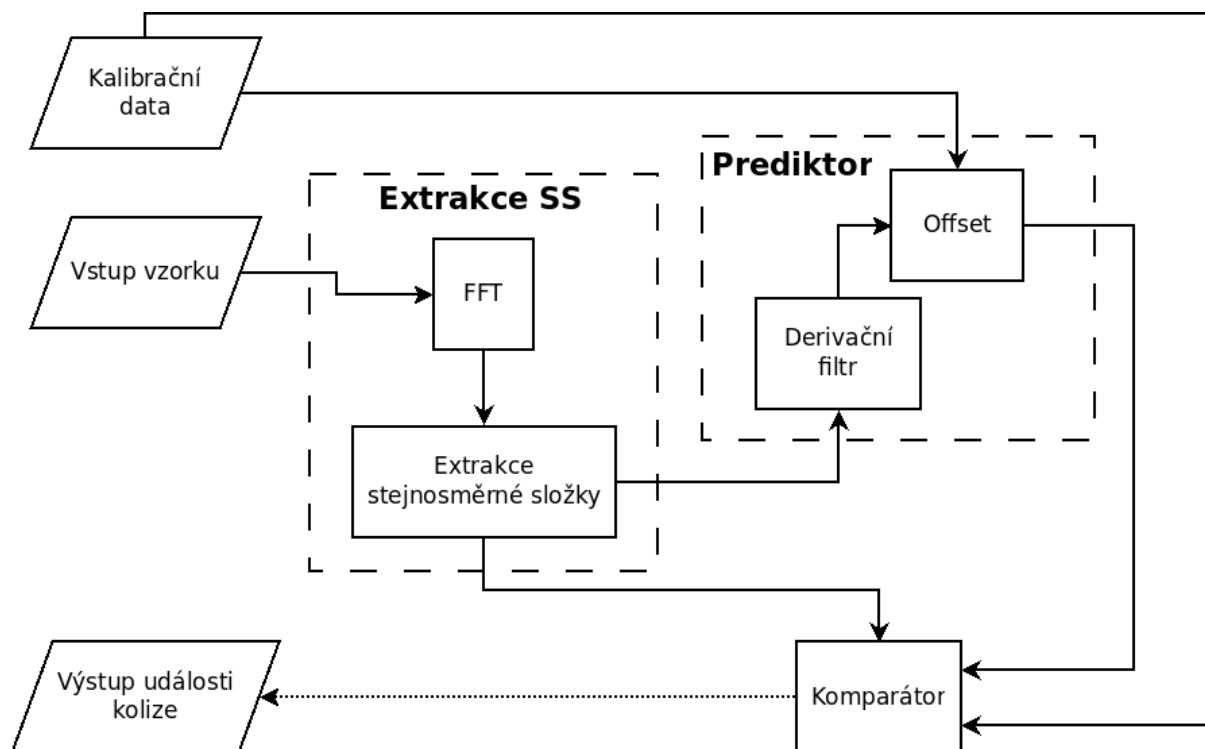 Kalibrační
data
Prediktor
Extrakce SS
Offset
Vstup vzorku
FFT
Derivační
filtr
Extrakce
stejnosměrné složky
Výstup události
kolize
Komparátor